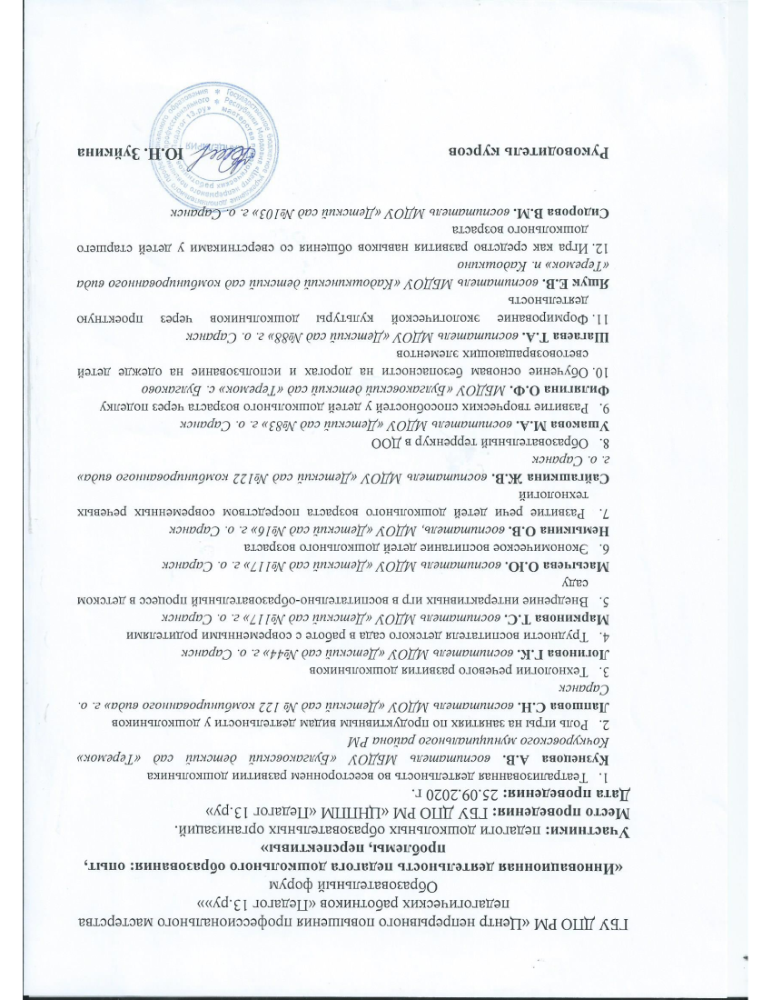 ГБУ ДПО РМ «Центр непрерывного повышения профессионального мастерства
педагогических работников «Педагог 13.ру»»
Образовательный форум
«Инновационная деятельность педагога дошкольного образования: опыт,
проблемы, перспективы»
Участники: педагоги дошкольных образовательных организаций.
Место проведения: ГБУ ДПО РМ «ЦНППМ «Педагог 13.ру»
Дата проведения: 25.09.2020 г.
1. Театрализованная деятельность во всестороннем развитии дошкольника
Кузнецова А.В. воспитатель МБДОУ «Булгаковский детский сад «Теремок»
Кочкуровского муниципального района РМ
2. Роль игры на занятиях по продуктивным видам деятельности у дошкольников
Лапшова С.Н. воспитатель МДОУ «Детский сад № 122 комбинированного вида» г. о.
Саранск
3. Технологии речевого развития дошкольников
Логинова Г.К. воспитатель МДОУ «Детский сад №44» г. о. Саранск
4. Трудности воспитателя детского сада в работе с современными родителями
Маркинова Т.С. воспитатель МДОУ «Детский сад №117» г. о. Саранск
5. Внедрение интерактивных игр в воспитательно-образовательный процесс в детском
саду
Масычева О.Ю. воспитатель МДОУ «Детский сад №117» г. о. Саранск
6. Экономическое воспитание детей дошкольного возраста
Немыкина О.В. воспитатель, МДОУ «Детский сад №16» г. о. Саранск
7. Развитие речи детей дошкольного возраста посредством современных речевых
технологий
Сайгашкина Ж.В. воспитатель МДОУ «Детский сад №122 комбинированного вида»
г. о. Саранск
8. Образовательный терренкур в ДОО
Ушакова М.А. воспитатель МДОУ «Детский сад №83» г. о. Саранск
9. Развитие творческих способностей у детей дошкольного возраста через поделку
Филягина О.Ф. МБДОУ «Булгаковский детский сад «Теремок» с. Булгаково
10. Обучение основам безопасности на дорогах и использование на одежде детей
световозвращающих элементов
Шагаева Т.А. воспитатель МДОУ «Детский сад №88» г. о. Саранск
11. Формирование экологической культуры дошкольников через проектную
деятельность
Ящук Е.В. воспитатель МБДОУ «Кадошкинский детский сад комбинированного вида
«Теремок» п. Кадошкино
12. Игра как средство развития навыков общения со сверстниками у детей старшего
дошкольного возраста
Сидорова В.М. воспитатель МДОУ «Детский сад №103» г. о. Саранск
Руководитель курсов Ю.Н. Зуйкина